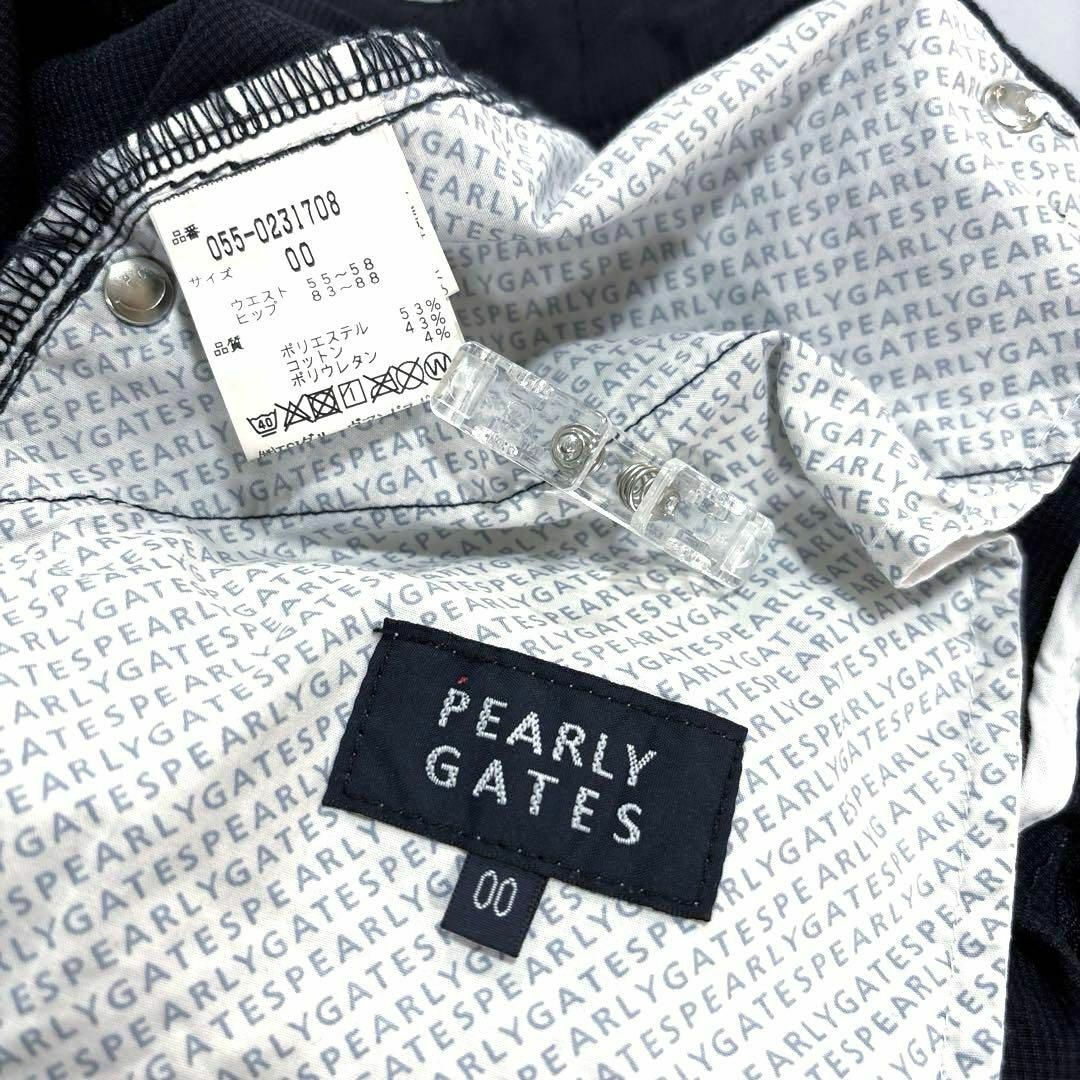 品番 055-0231708
サイズ 00
ウエスト 55~58
ヒップ 83~88
品質 ポリエステル 53%
コットン 43%
ポリウレタン 4%
40 W
PEARLY
GATES
00
PEARLYGATESPEARLYGATESPEARLYGATES